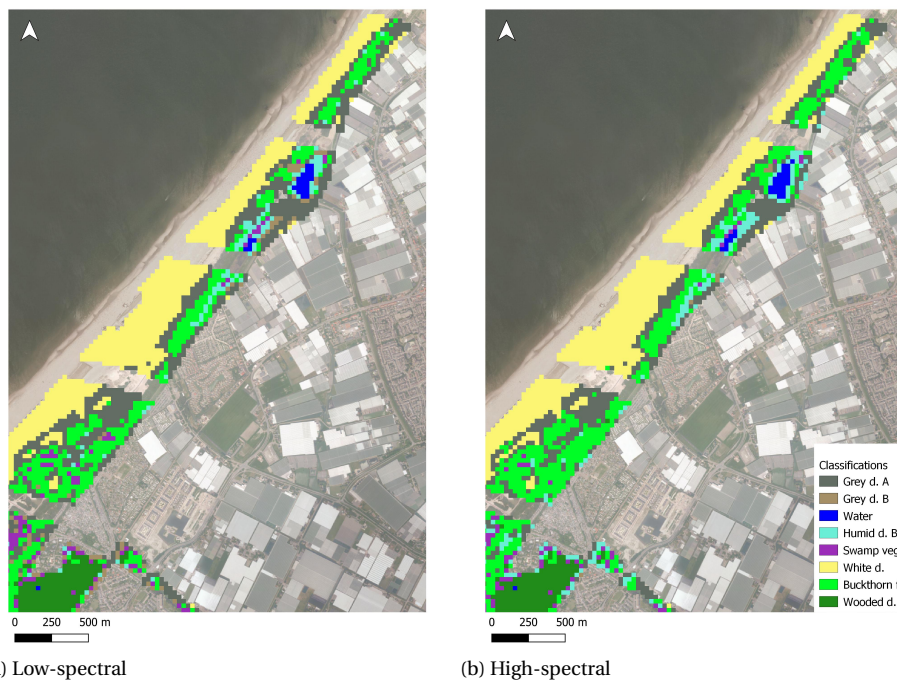 Classifications
Grey d. A
Grey d. B
Water
Humid d. B
Swamp veg
White d.
Buckthorn
Wooded d.
0 250 500 m
0 250 500 m
) Low-spectral
(b) High-spectral